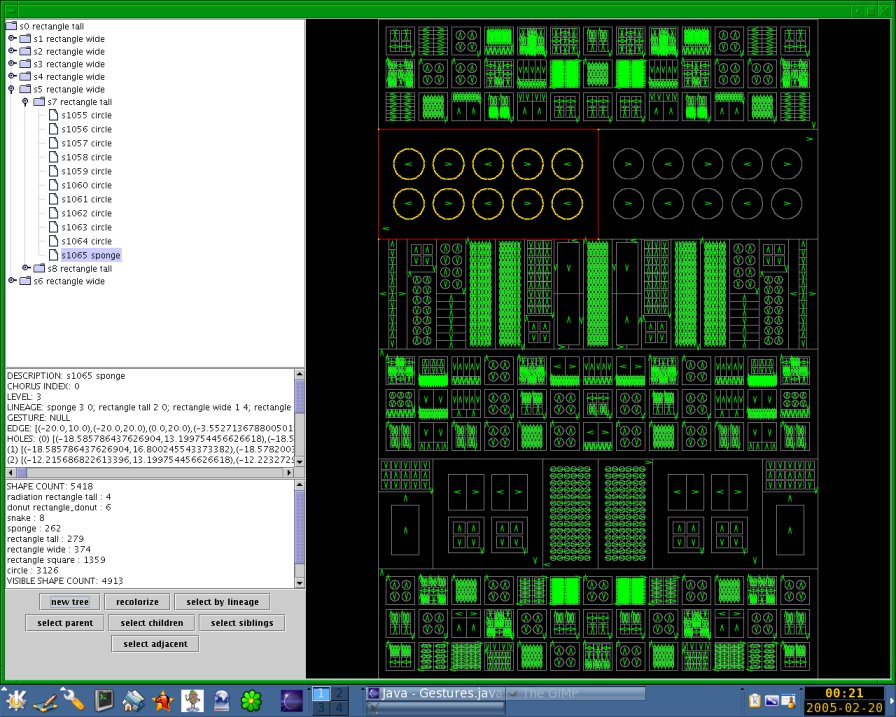 s0 rectangle tall
s1 rectangle wide
s2 rectangle wide
s3 rectangle wide
s4 rectangle wide
s5 rectangle wide
s7 rectangle tall
s1055 circle
s1056 circle
s1057 circle
s1058 circle
s1059 circle
s1060 circle
s1061 circle
s1062 circle
s1063 circle
s1064 circle
s1065 sponge
s8 rectangle tall
s6 rectangle wide
DESCRIPTION: s1065 sponge
CHORUS INDEX: 0
LEVEL: 3
LINEAGE: sponge 3 0; rectangle tall 2 0; rectangle wide 1 4; rectangle
GESTURE: NULL
EDGE: [(-20.0,10.0),(-20.0,20.0),(0.0,20.0),(-3.552713678800501
HOLES: (0) [(-18.585786437626904,13.199754456626618),(-18.5
(1) [(-18.585786437626904,16.800245543373382),(-18.5782003
(2) [(-12.215686822613396,13.199754456626618),(-12.2232729
SHAPE COUNT: 5418
radiation rectangle tall : 4
donut rectangle_donut : 6
snake : 8
sponge : 262
rectangle tall : 279
rectangle wide : 374
rectangle square : 1359
circle : 3126
VISIBLE SHAPE COUNT: 4913
new tree recolorize select by lineage
select parent select children select siblings
select adjacent
1 2
3 4
Java - Gestures.java
The GIMP
00:21
2005-02-20